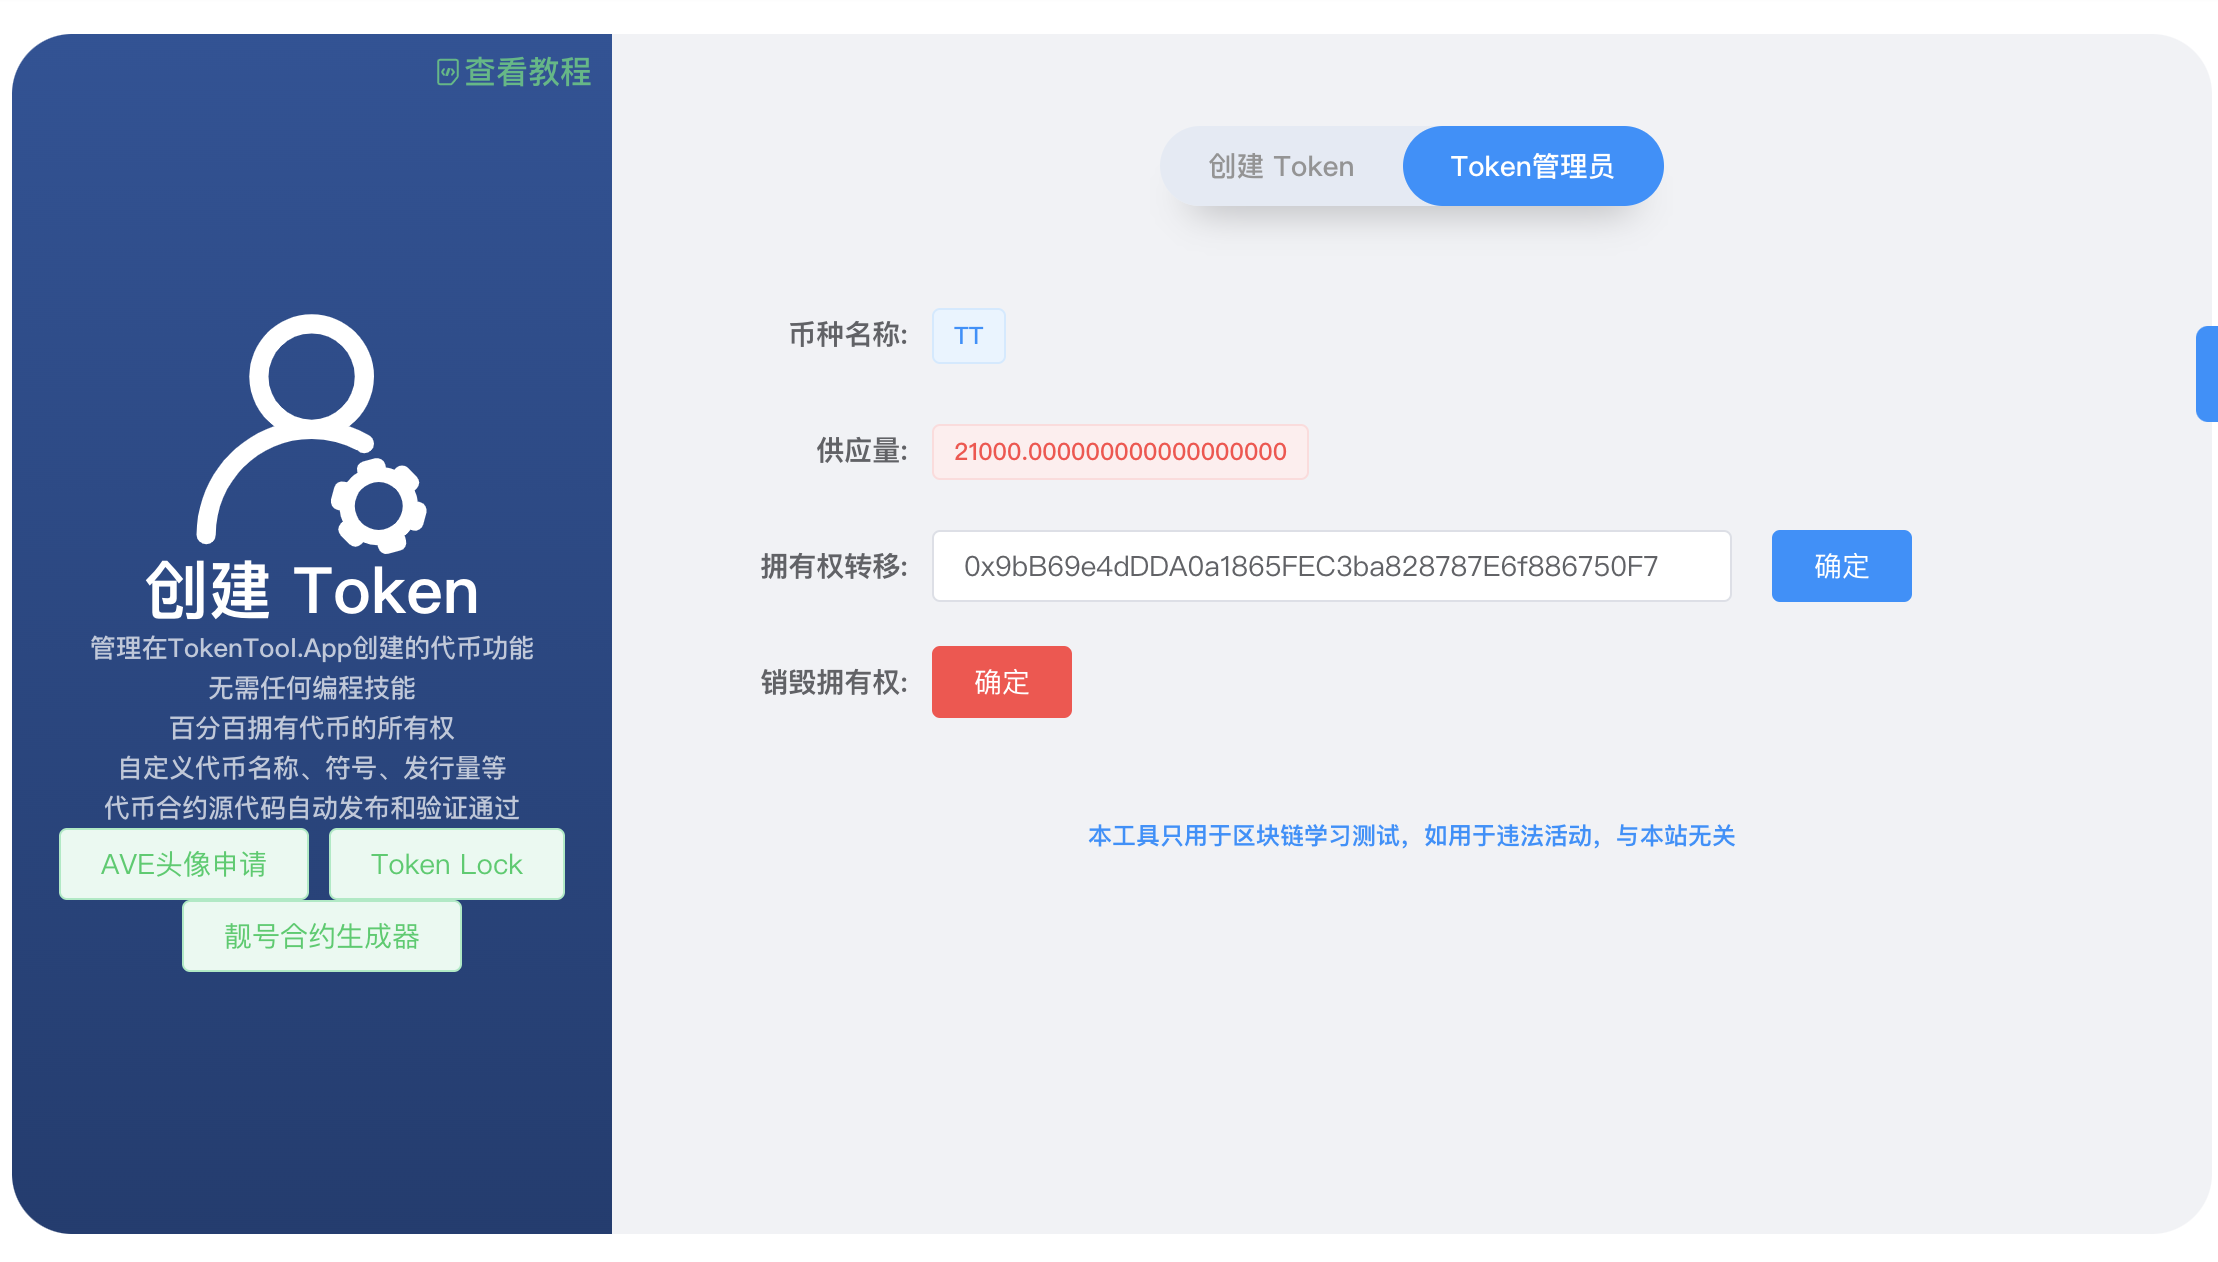 查看教程
创建 Token
管理在TokenTool.App创建的代币功能
无需任何编程技能
百分百拥有代币的所有权
自定义代币名称、符号、发行量等
代币合约源代码自动发布和验证通过
AVE头像申请
Token Lock
靓号合约生成器
创建 Token
Token管理员
币种名称: TT
供应量: 21000.000000000000000000
拥有权转移: 0x9bB69e4dDDA0a1865FEC3ba828787E6f886750F7 确定
销毁拥有权: 确定
本工具只用于区块链学习测试，如用于违法活动，与本站无关